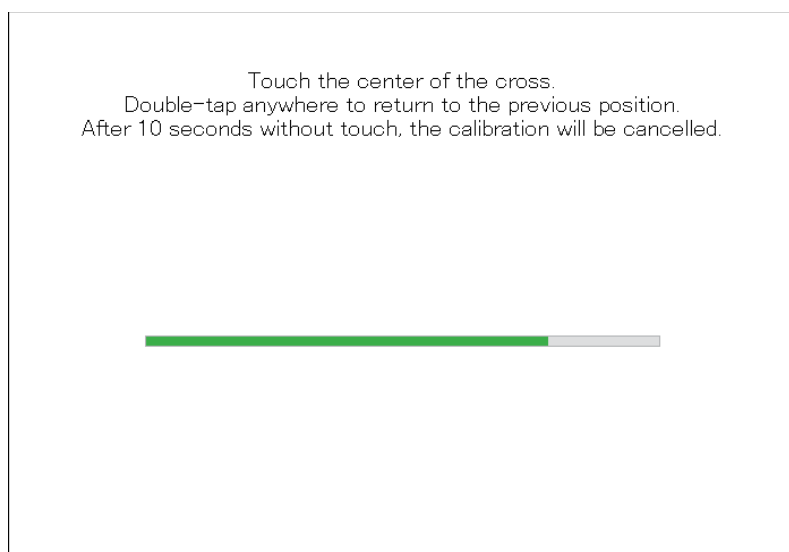 Touch the center of the cross.
Double-tap anywhere to return to the previous position.
After 10 seconds without touch, the calibration will be cancelled.